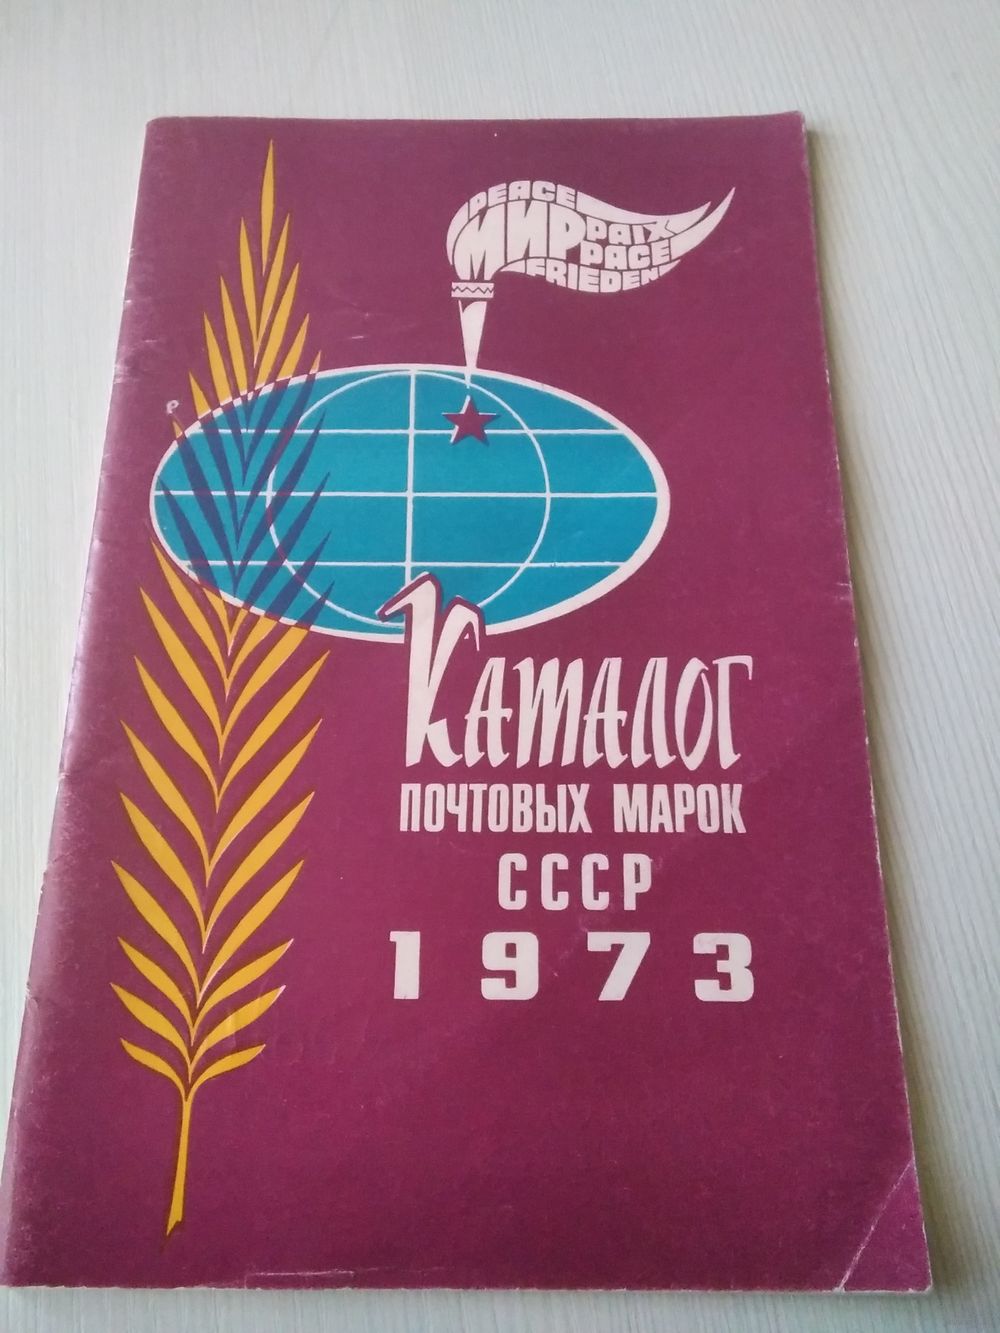 PEACE
МИР
PAIX
PACE
FRIEDEN
КАТАЛОГ
ПОЧТОВЫХ МАРОК
СССР
1973